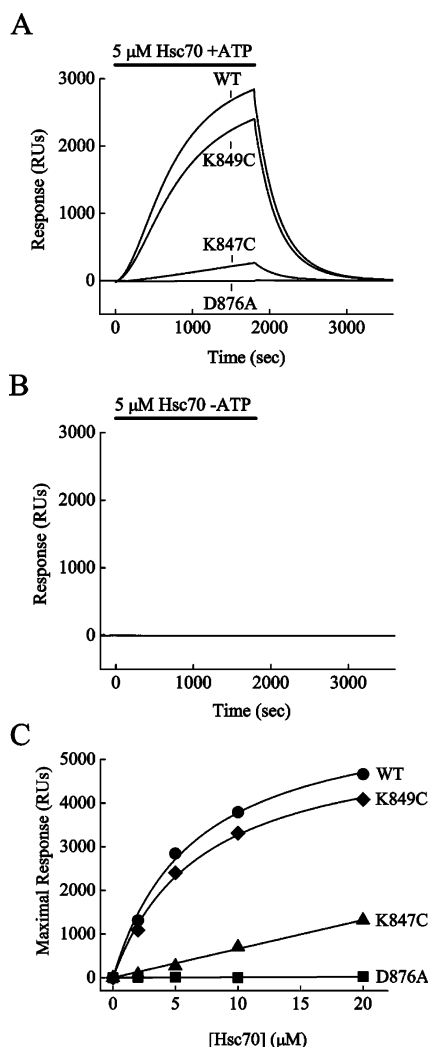 A
5 μM Hsc70 +ATP
3000
2000
1000
0
Response (RUs)
WT
K849C
K847C
D876A
0 1000 2000 3000
Time (sec)
B
5 μM Hsc70 -ATP
3000
2000
1000
0
Response (RUs)
0 1000 2000 3000
Time (sec)
C
5000
4000
3000
2000
1000
0
Maximal Response (RUs)
WT
K849C
K847C
D876A
0 5 10 15 20
[Hsc70] (μM)